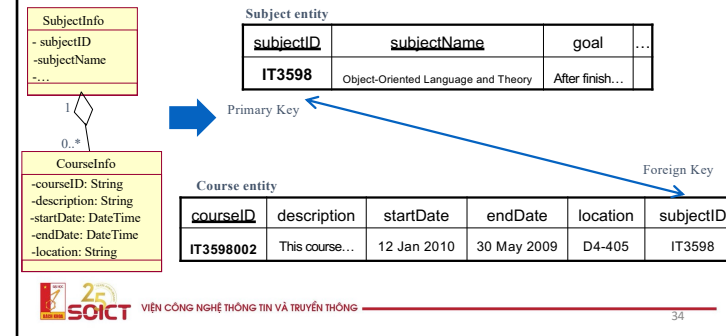 SubjectInfo
- subjectID
-subjectName
-...
1
0..*
CourseInfo
-courseID: String
-description: String
-startDate: DateTime
-endDate: DateTime
-location: String
Subject entity
subjectID subjectName goal ...
IT3598 Object-Oriented Language and Theory After finish...
Primary Key
Foreign Key
Course entity
courseID description startDate endDate location subjectID
IT3598002 This course... 12 Jan 2010 30 May 2009 D4-405 IT3598
25
SOICT
VIỆN CÔNG NGHỆ THÔNG TIN VÀ TRUYỀN THÔNG
34